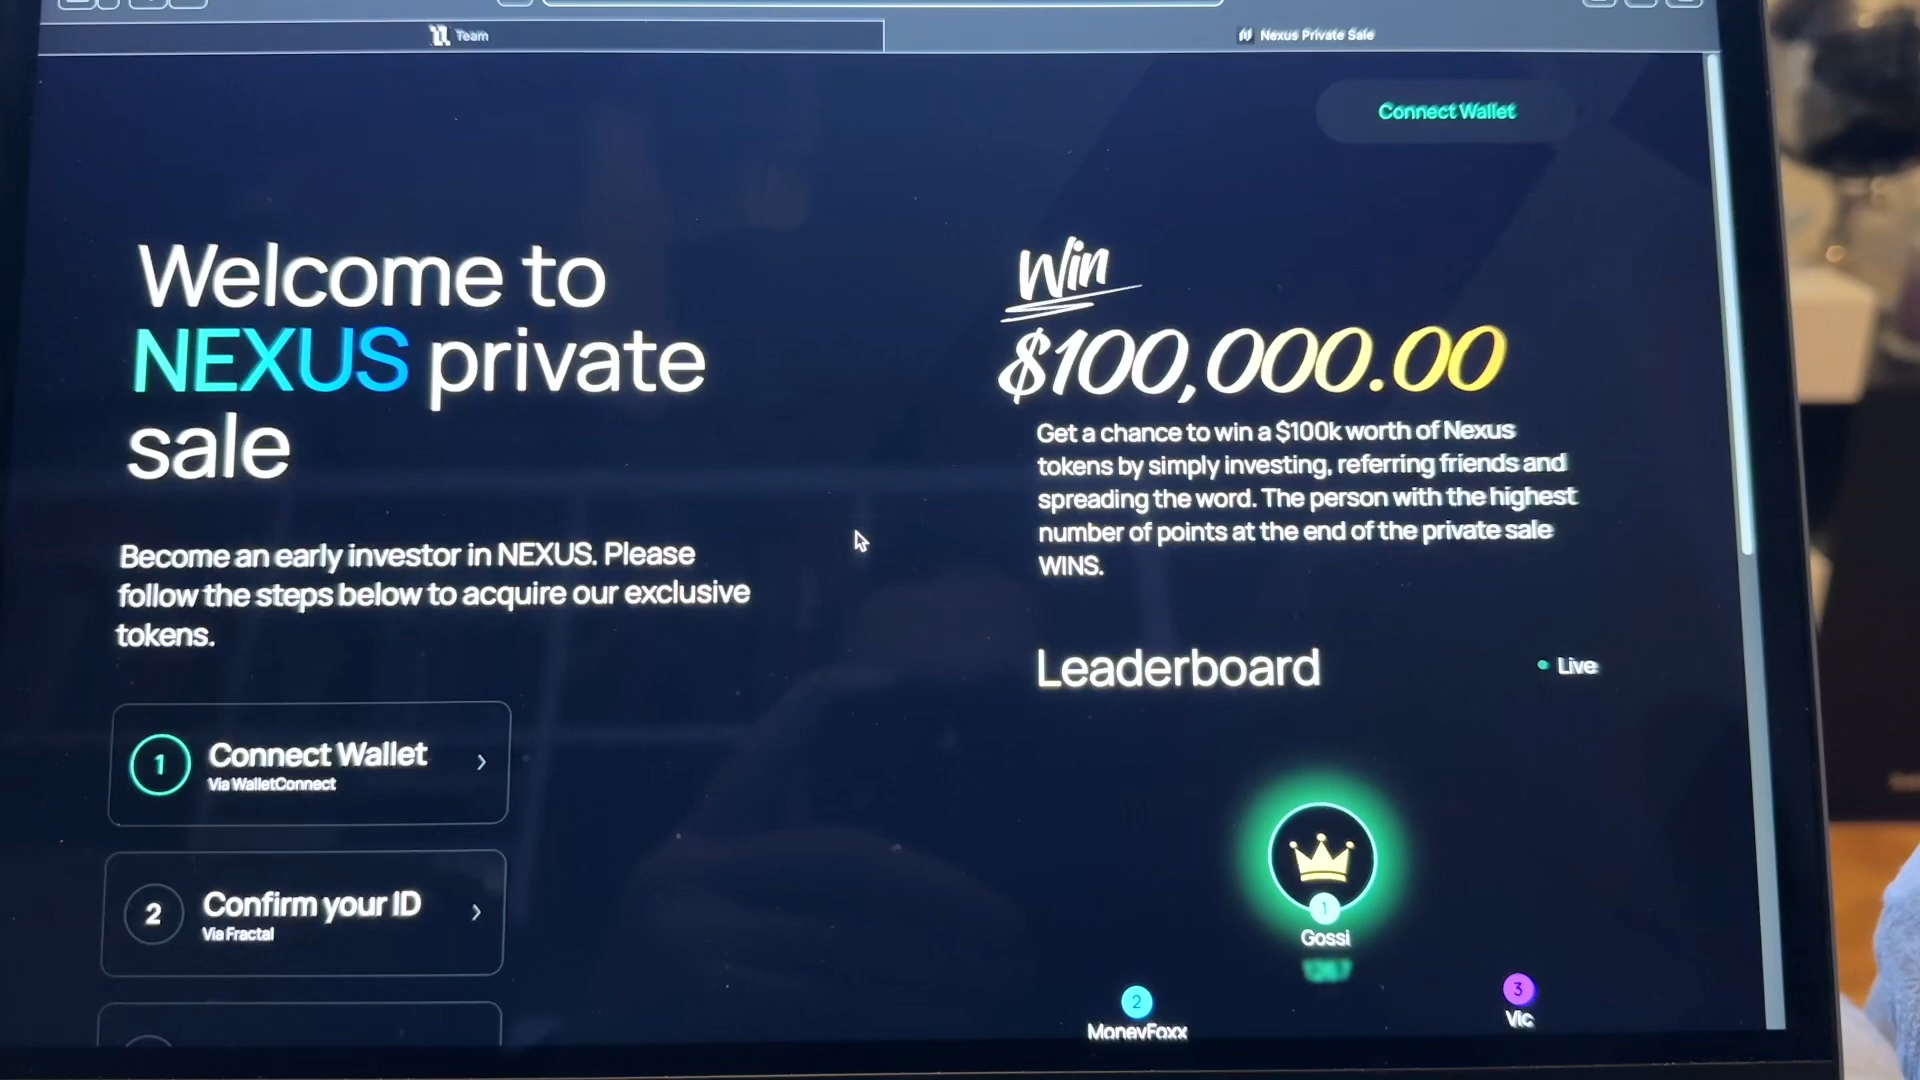 Team
Nexus Private Sale
Connect Wallet
Welcome to
NEXUS private
sale
Become an early investor in NEXUS. Please
follow the steps below to acquire our exclusive
tokens.
1
Connect Wallet
Via WalletConnect
2
Confirm your ID
Via Fractal
Win
$100,000.00
Get a chance to win a $100k worth of Nexus
tokens by simply investing, referring friends and
spreading the word. The person with the highest
number of points at the end of the private sale
WINS.
Leaderboard
Live
1
Gossi
2
MoneyFoxx
3
Vic